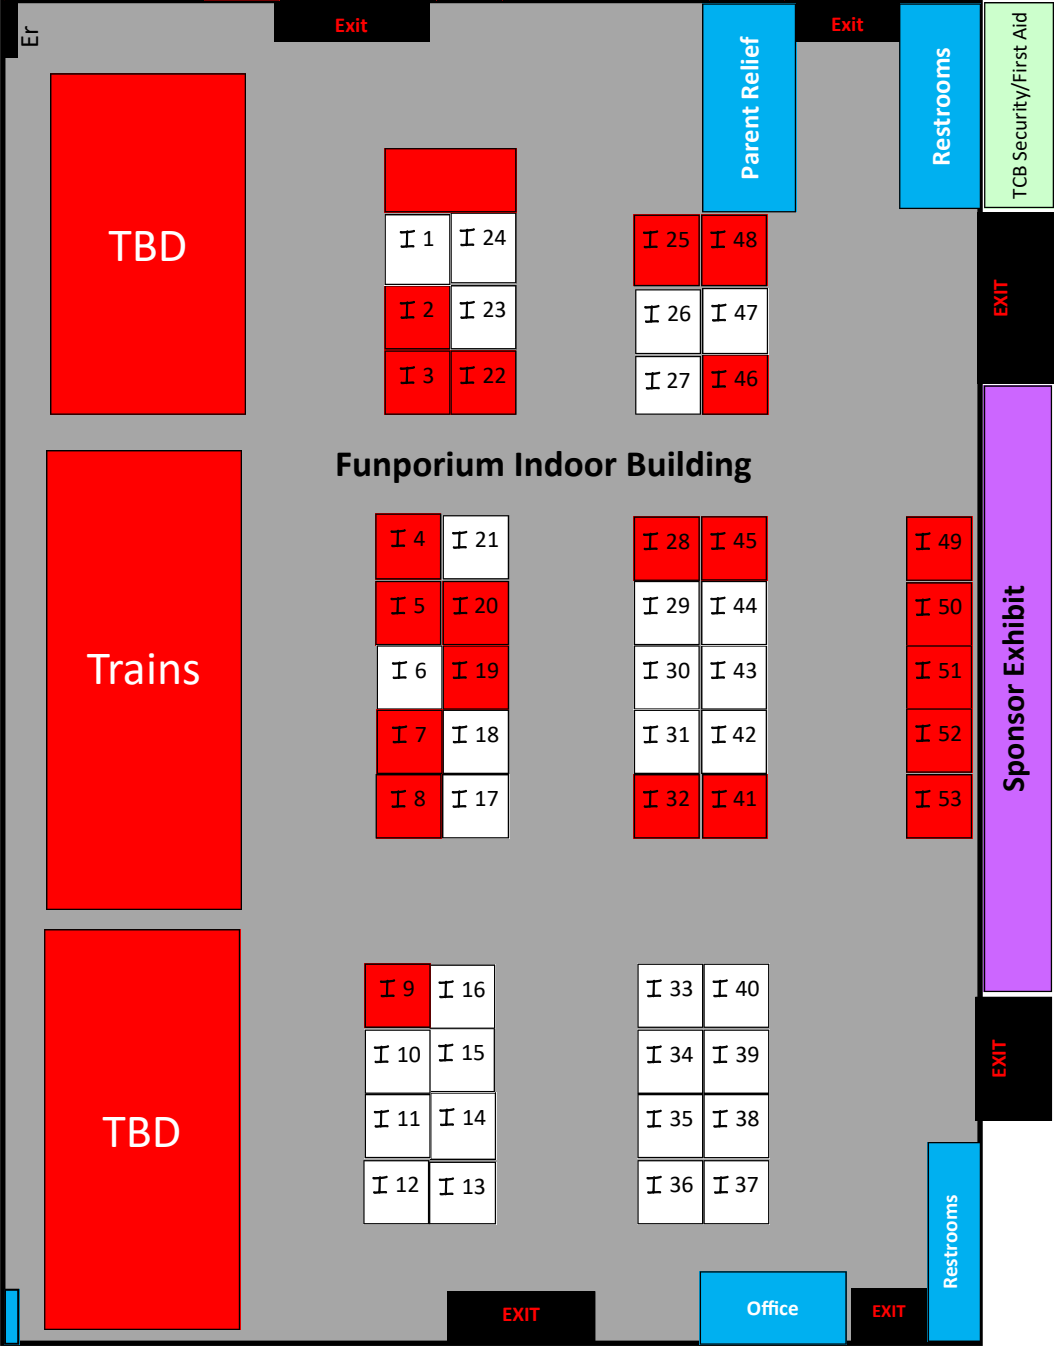 Er
Exit
Exit
Parent Relief
Restrooms
TCB Security/First Aid
TBD
I 1 I 24
I 25 I 48
I 2 I 23
I 26 I 47
EXIT
I 3 I 22
I 27 I 46
Funporium Indoor Building
I 4 I 21
I 28 I 45
I 49
I 5 I 20
I 29 I 44
I 50
Trains
I 6 I 19
I 30 I 43
I 51
Sponsor Exhibit
I 7 I 18
I 31 I 42
I 52
I 8 I 17
I 32 I 41
I 53
I 9 I 16
I 33 I 40
I 10 I 15
I 34 I 39
EXIT
TBD
I 11 I 14
I 35 I 38
I 12 I 13
I 36 I 37
Restrooms
EXIT
Office
EXIT